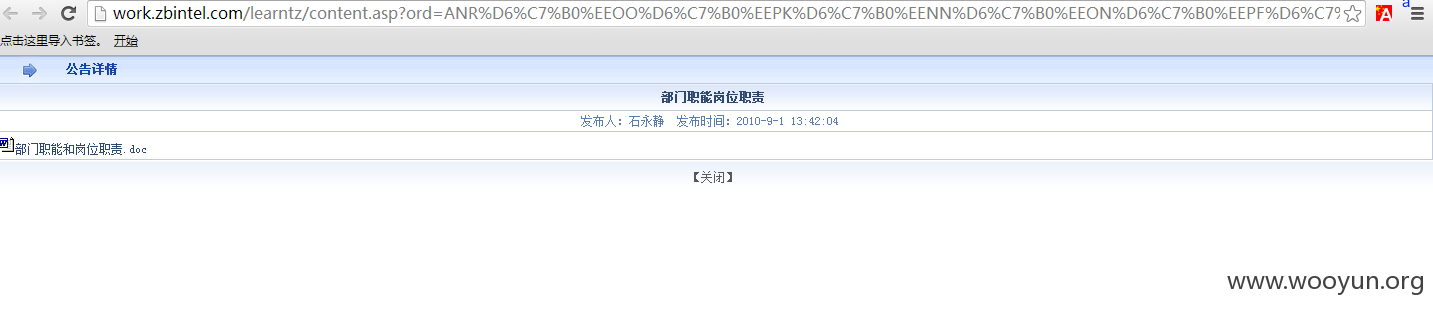 work.zbintel.com/learntz/content.asp?ord=ANR%D6%C7%B0%EEOO%D6%C7%B0%EEPK%D6%C7%B0%EENN%D6%C7%B0%EEON%D6%C7%B0%EEPF%D6%C7%
点击这里导入书签。 开始
公告详情
部门职能岗位职责
发布人：石永静 发布时间：2010-9-1 13:42:04
部门职能和岗位职责.doc
【关闭】
www.wooyun.org